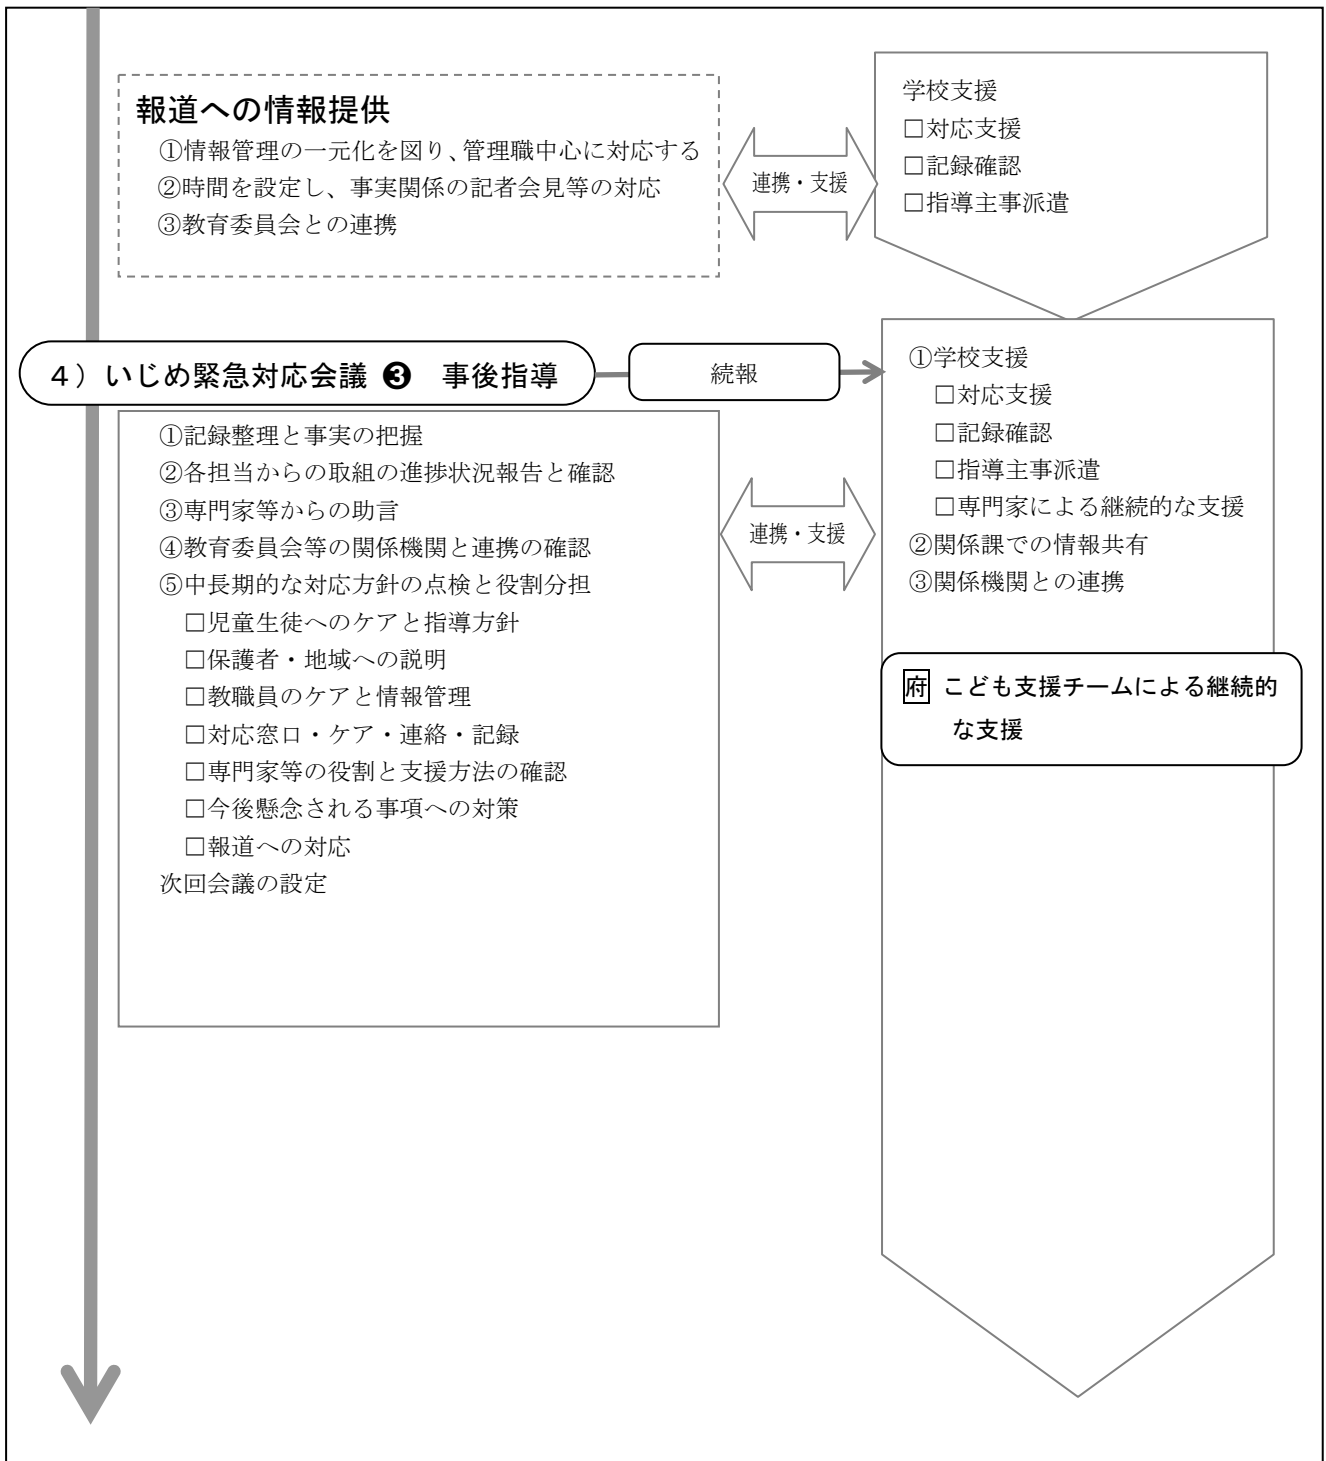 報道への情報提供
①情報管理の一元化を図り、管理職中心に対応する
②時間を設定し、事実関係の記者会見等の対応
③教育委員会との連携
連携・支援
学校支援
□対応支援
□記録確認
□指導主事派遣
4）いじめ緊急対応会議 ❸　事後指導
続報
①記録整理と事実の把握
②各担当からの取組の進捗状況報告と確認
③専門家等からの助言
④教育委員会等の関係機関と連携の確認
⑤中長期的な対応方針の点検と役割分担
□児童生徒へのケアと指導方針
□保護者・地域への説明
□教職員のケアと情報管理
□対応窓口・ケア・連絡・記録
□専門家等の役割と支援方法の確認
□今後懸念される事項への対策
□報道への対応
次回会議の設定
連携・支援
①学校支援
□対応支援
□記録確認
□指導主事派遣
□専門家による継続的な支援
②関係課での情報共有
③関係機関との連携
府 こども支援チームによる継続的
な支援